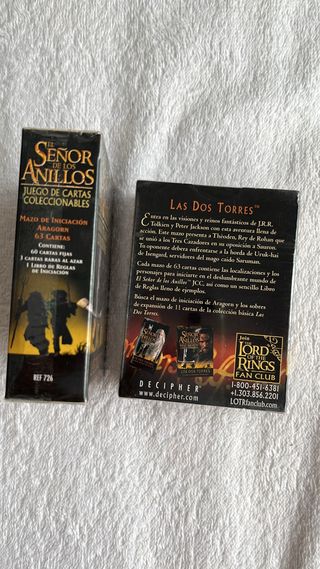 EL
SEÑOR
DE LOS
ANILLOS
JUEGO DE CARTAS
COLECCIONABLES
MAZO DE INICIACIÓN
ARAGORN
63 CARTAS
CONTIENE:
60 CARTAS FIJAS
3 CARTAS RARAS AL AZAR
1 LIBRO DE REGLAS
DE INICIACIÓN
REF 726
LAS DOS TORRES™
Entra en las visiones y reinos fantásticos de J.R.R.
Tolkien y Peter Jackson con esta aventura llena de
acción. Este mazo presenta a Théoden, Rey de Rohan que
se unió a los Tres Cazadores en su oposición a Sauron.
Tu oponente deberá enfrentarse a la horda de Uruk-hai
de Isengard, servidores del mago caído Saruman.
Cada mazo de 63 cartas contiene las localizaciones y los
personajes para iniciarte en el deslumbrante mundo de
El Señor de los Anillos™ JCC, así como un sencillo Libro
de Reglas lleno de ejemplos.
Busca el mazo de iniciación de Aragorn y los sobres
de expansión de 11 cartas de la colección básica Las
Dos Torres.
SEÑOR
ANILLOS
LAS DOS TORRES
DECIPHER®
www.decipher.com
Join
THE
LORD
OF THE
RINGS
FAN CLUB
1-800-451-6381
+1.303.856.2201
LOTRfanclub.com